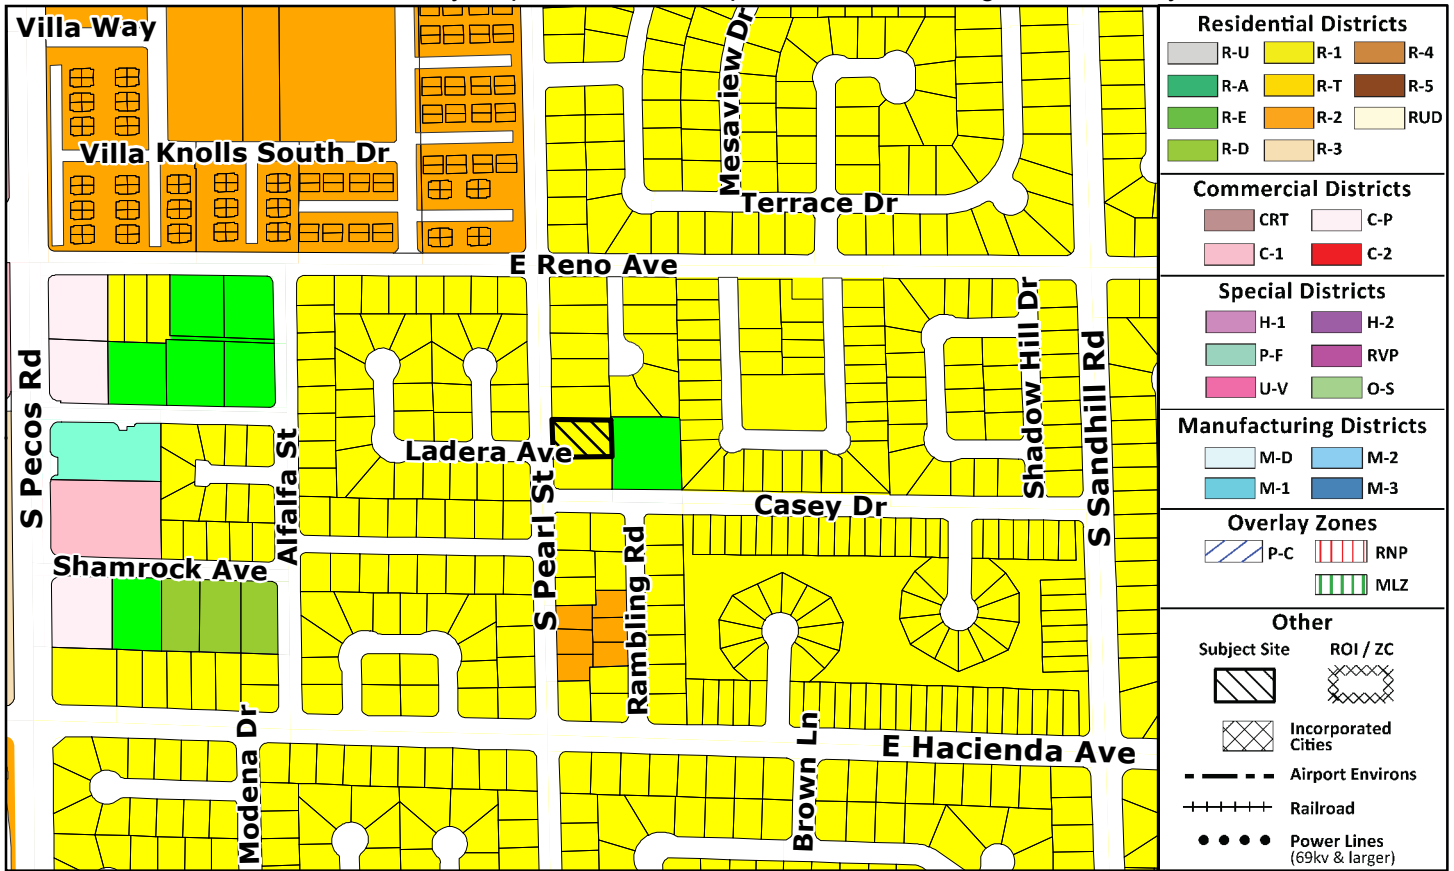 Villa Way
Villa Knolls South Dr
Mesaview Dr
Terrace Dr
E Reno Ave
S Pecos Rd
Alfalfa St
Ladera Ave
S Pearl St
Shadow Hill Dr
S Sandhill Rd
Casey Dr
Rambling Rd
Shamrock Ave
Modena Dr
Brown Ln
E Hacienda Ave
Residential Districts
R-U R-1 R-4
R-A R-T R-5
R-E R-2 RUD
R-D R-3
Commercial Districts
CRT C-P
C-1 C-2
Special Districts
H-1 H-2
P-F RVP
U-V O-S
Manufacturing Districts
M-D M-2
M-1 M-3
Overlay Zones
P-C RNP
MLZ
Other
Subject Site ROI / ZC
Incorporated
Cities
Airport Environs
Railroad
Power Lines
(69kv & larger)